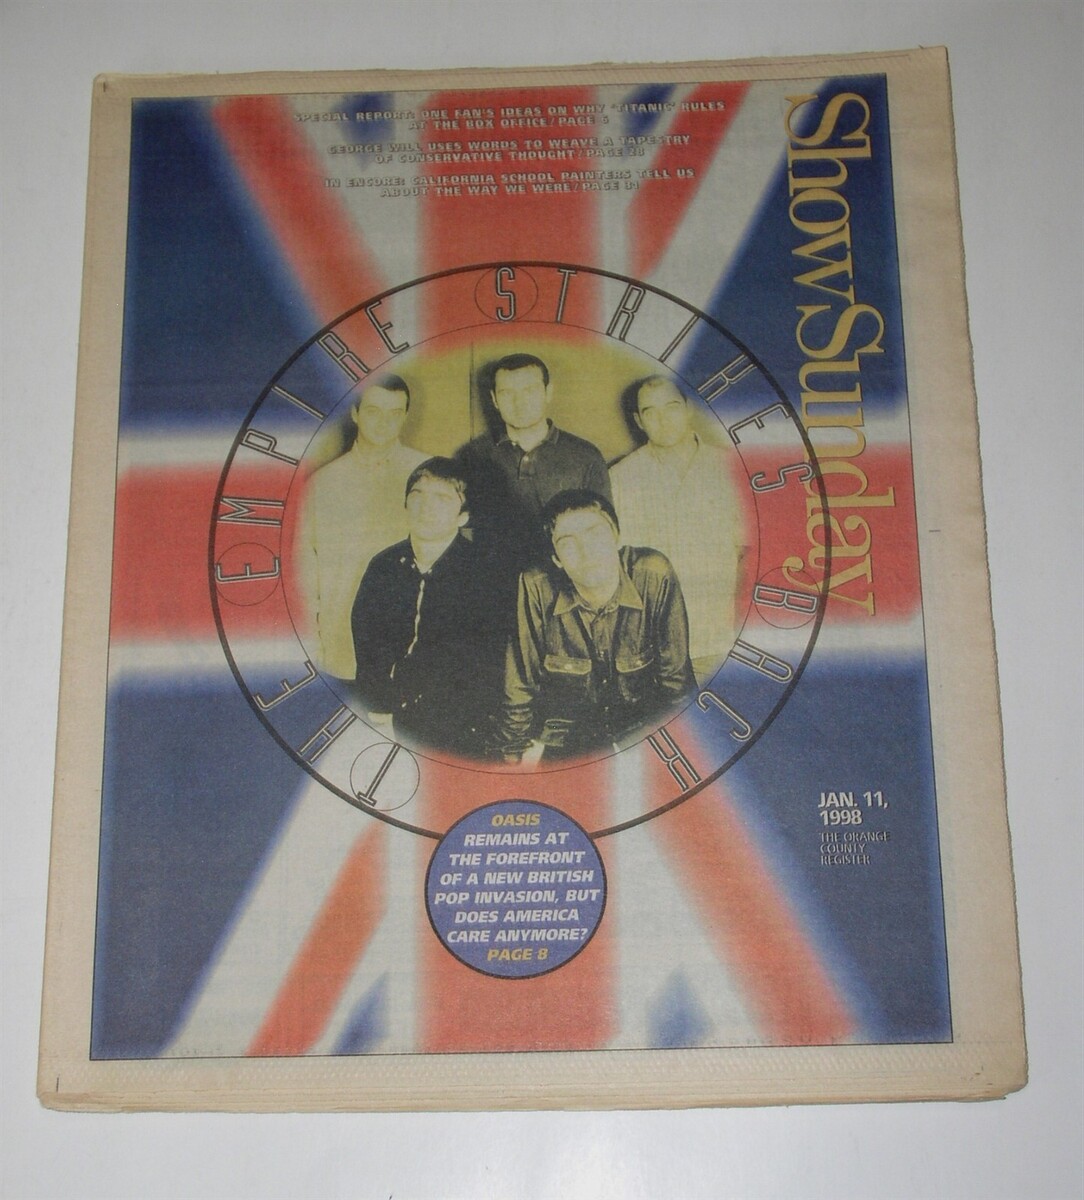 SPECIAL REPORT: ONE FAN'S IDEAS ON WHY "TITANIC" RULES
AT THE BOX OFFICE / PAGE 6
GEORGE WILL USES WORDS TO WEAVE A TAPESTRY
OF CONSERVATIVE THOUGHT / PAGE 28
IN ENCORE: CALIFORNIA SCHOOL PAINTERS TELL US
ABOUT THE WAY WE WERE / PAGE 31
ShowSunday
THE EMPIRE STRIKES BACK
JAN. 11,
1998
THE ORANGE
COUNTY
REGISTER
OASIS
REMAINS AT
THE FOREFRONT
OF A NEW BRITISH
POP INVASION, BUT
DOES AMERICA
CARE ANYMORE?
PAGE 8